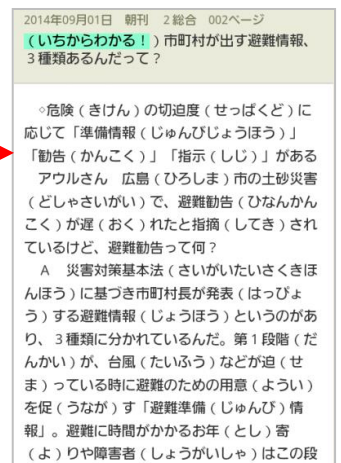 2014年09月01日　朝刊　２総合　002ページ
（いちからわかる！）市町村が出す避難情報、
３種類あるんだって？
◇危険（きけん）の切迫度（せっぱくど）に
応じて「準備情報（じゅんびじょうほう）」
「勧告（かんこく）」「指示（しじ）」がある
　アウルさん　広島（ひろしま）市の土砂災害
（どしゃさいがい）で、避難勧告（ひなんかん
こく）が遅（おく）れたと指摘（してき）され
ているけど、避難勧告って何？
　Ａ　災害対策基本法（さいがいたいさくきほ
んほう）に基づき市町村長が発表（はっぴょ
う）する避難情報（じょうほう）というのがあ
り、３種類に分かれているんだ。第１段階（だ
んかい）が、台風（たいふう）などが迫（せ
ま）っている時に避難のための用意（ようい）
を促（うなが）す「避難準備（じゅんび）情
報」。避難に時間がかかるお年（とし）寄
（よ）りや障害者（しょうがいしゃ）はこの段